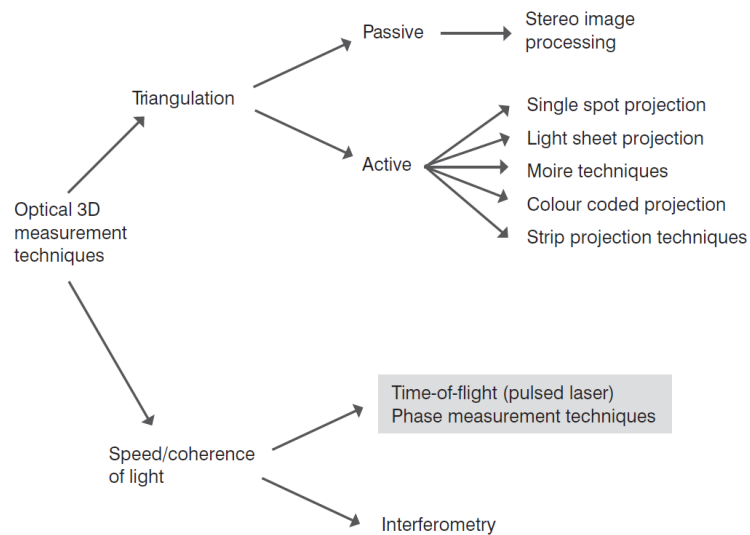 Passive
Stereo image
processing
Triangulation
Active
Single spot projection
Light sheet projection
Moire techniques
Colour coded projection
Strip projection techniques
Optical 3D
measurement
techniques
Time-of-flight (pulsed laser)
Phase measurement techniques
Speed/coherence
of light
Interferometry